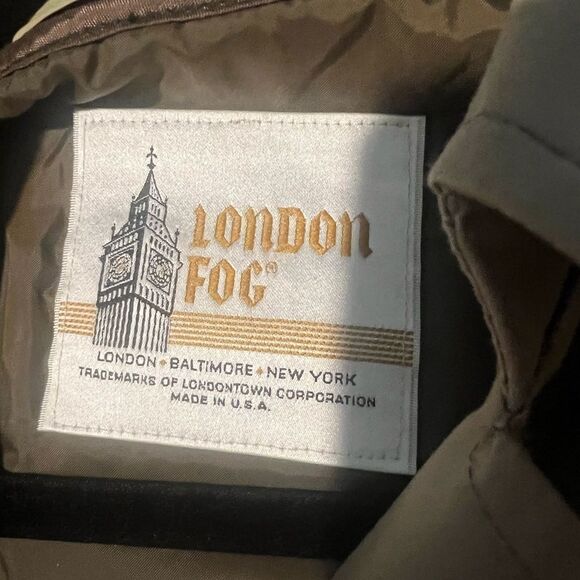 LONDON
FOG®
LONDON • BALTIMORE • NEW YORK
TRADEMARKS OF LONDONTOWN CORPORATION
MADE IN U.S.A.